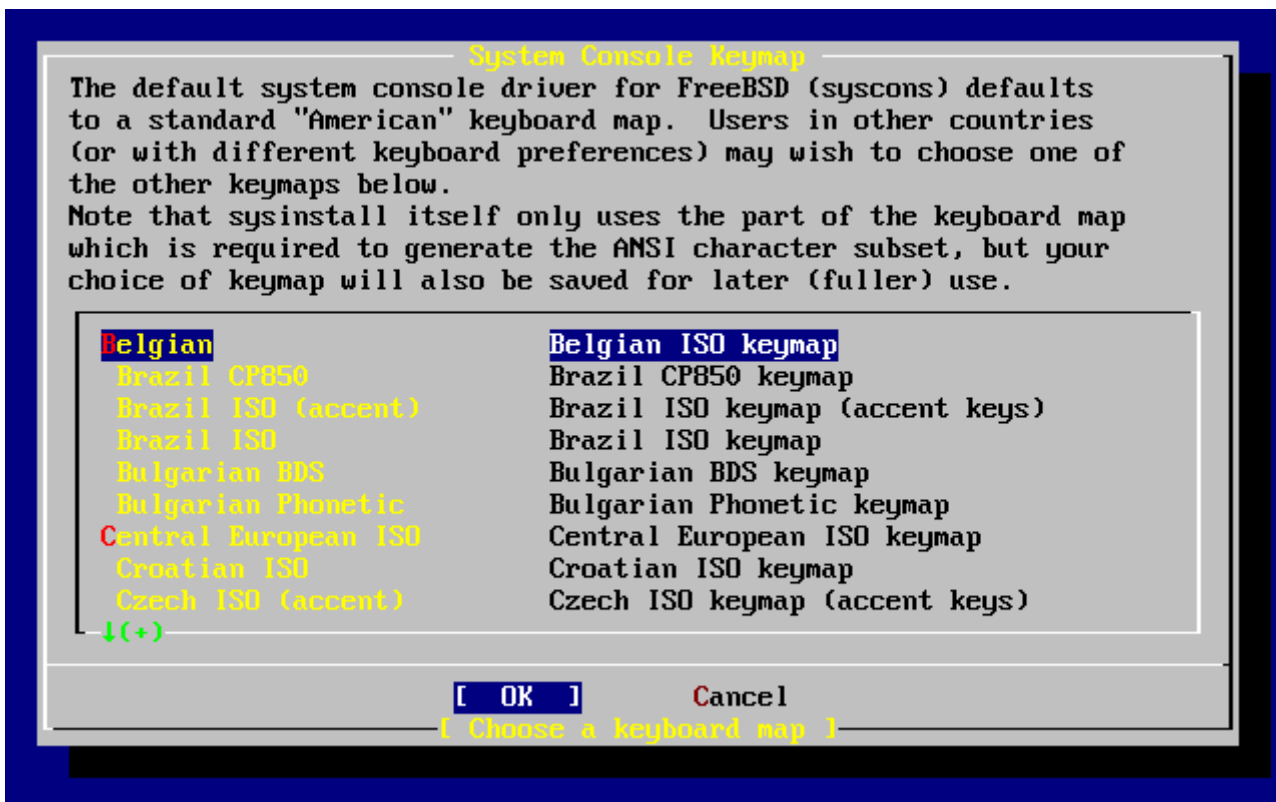 System Console Keymap
The default system console driver for FreeBSD (syscons) defaults
to a standard "American" keyboard map.  Users in other countries
(or with different keyboard preferences) may wish to choose one of
the other keymaps below.
Note that sysinstall itself only uses the part of the keyboard map
which is required to generate the ANSI character subset, but your
choice of keymap will also be saved for later (fuller) use.
Belgian Belgian ISO keymap
Brazil CP850 Brazil CP850 keymap
Brazil ISO (accent) Brazil ISO keymap (accent keys)
Brazil ISO Brazil ISO keymap
Bulgarian BDS Bulgarian BDS keymap
Bulgarian Phonetic Bulgarian Phonetic keymap
Central European ISO Central European ISO keymap
Croatian ISO Croatian ISO keymap
Czech ISO (accent) Czech ISO keymap (accent keys)
↓(+)
[ OK ] Cancel
[ Choose a keyboard map ]